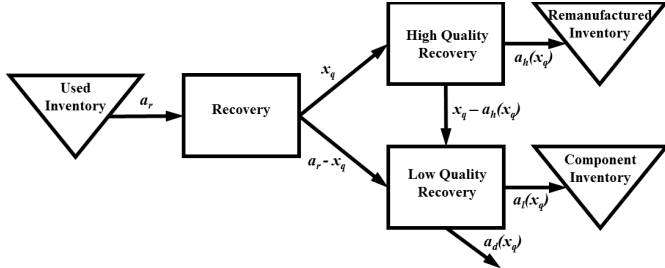 Used
Inventory
a_r
Recovery
x_q
a_r - x_q
High Quality
Recovery
a_h(x_q)
Remanufactured
Inventory
x_q – a_h(x_q)
Low Quality
Recovery
a_l(x_q)
Component
Inventory
a_d(x_q)